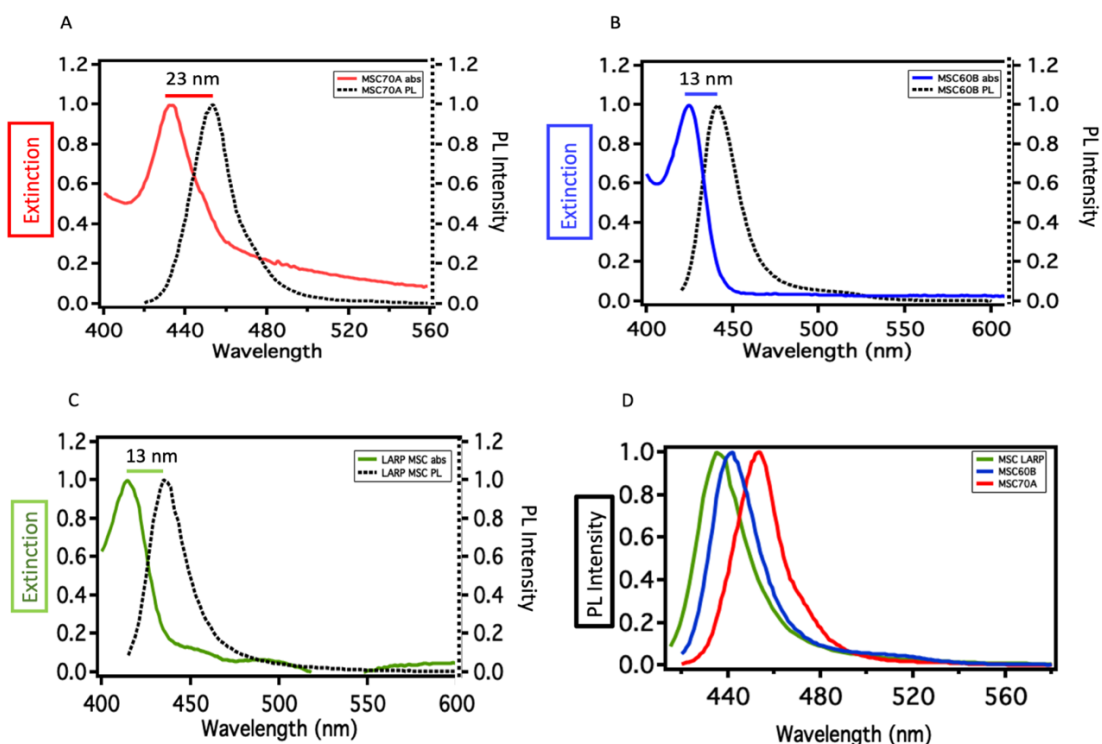 A
23 nm
MSC70A abs
MSC70A PL
Extinction
PL Intensity
1.2
1.0
0.8
0.6
0.4
0.2
0.0
1.2
1.0
0.8
0.6
0.4
0.2
0.0
400 440 480 520 560
Wavelength
B
13 nm
MSC60B abs
MSC60B PL
Extinction
PL Intensity
1.2
1.0
0.8
0.6
0.4
0.2
0.0
1.2
1.0
0.8
0.6
0.4
0.2
0.0
400 450 500 550 600
Wavelength (nm)
C
13 nm
LARP MSC abs
LARP MSC PL
Extinction
PL Intensity
1.2
1.0
0.8
0.6
0.4
0.2
0.0
1.2
1.0
0.8
0.6
0.4
0.2
0.0
400 450 500 550 600
Wavelength (nm)
D
MSC LARP
MSC60B
MSC70A
PL Intensity
1.0
0.8
0.6
0.4
0.2
0.0
440 480 520 560
Wavelength (nm)